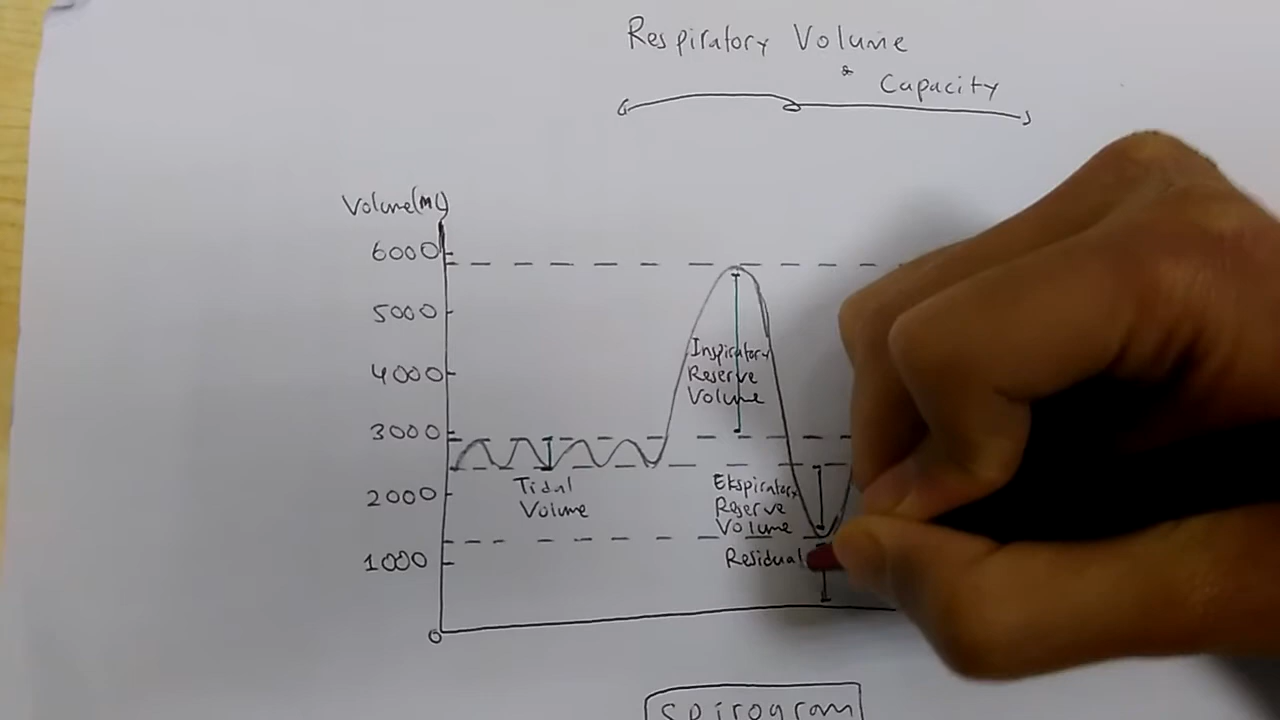 Respiratory Volume
& Capacity
Volume(mL)
6000
5000
4000
3000
2000
1000
0
Inspiratory
Reserve
Volume
Tidal
Volume
Ekspiratory
Reserve
Volume
Residual
Spirogram